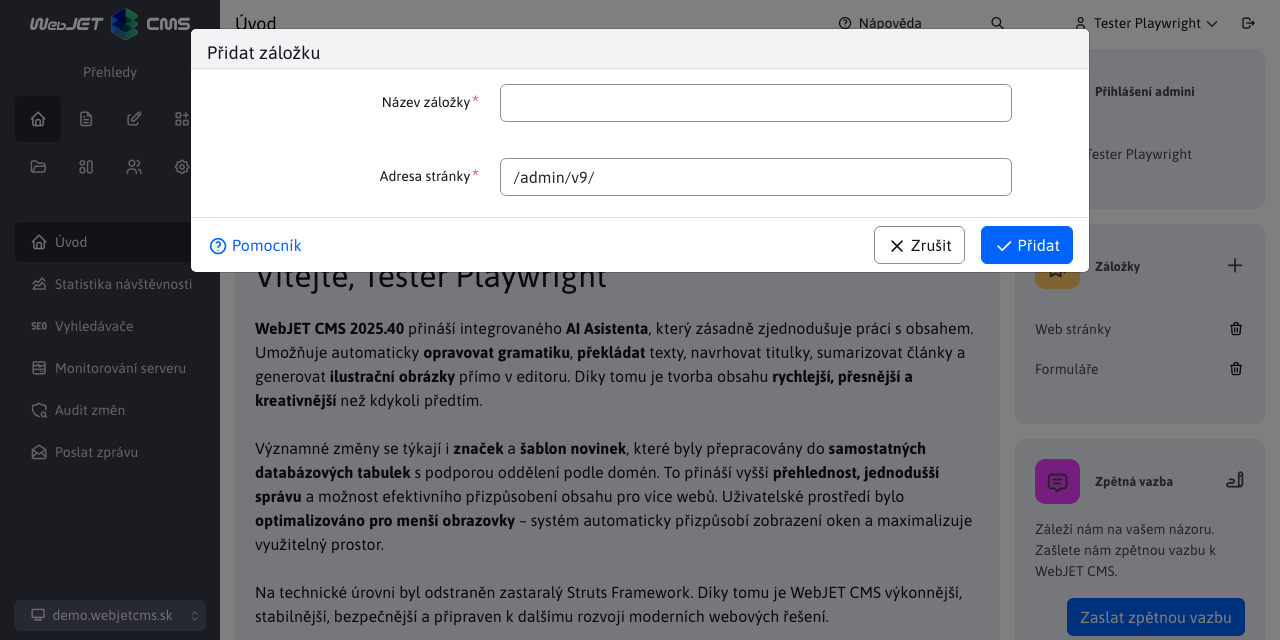 WebJET CMS
Úvod
Nápověda
Tester Playwright
Přehledy
Přidat záložku
Název záložky*
Adresa stránky*
/admin/v9/
Pomocník
Zrušit
Přidat
Úvod
Statistika návštěvnosti
SEO Vyhledávače
Monitorování serveru
Audit změn
Poslat zprávu
demo.webjetcms.sk
Vítejte, Tester Playwright
WebJET CMS 2025.40 přináší integrovaného AI Asistenta, který zásadně zjednodušuje práci s obsahem.
Umožňuje automaticky opravovat gramatiku, překládat texty, navrhovat titulky, sumarizovat články a
generovat ilustrační obrázky přímo v editoru. Díky tomu je tvorba obsahu rychlejší, přesnější a
kreativnější než kdykoli předtím.
Významné změny se týkají i značek a šablon novinek, které byly přepracovány do samostatných
databázových tabulek s podporou oddělení podle domén. To přináší vyšší přehlednost, jednodušší
správu a možnost efektivního přizpůsobení obsahu pro více webů. Uživatelské prostředí bylo
optimalizováno pro menší obrazovky – systém automaticky přizpůsobí zobrazení oken a maximalizuje
využitelný prostor.
Na technické úrovni byl odstraněn zastaralý Struts Framework. Díky tomu je WebJET CMS výkonnější,
stabilnější, bezpečnější a připraven k dalšímu rozvoji moderních webových řešení.
Přihlášení admini
Tester Playwright
Záložky
Web stránky
Formuláře
Zpětná vazba
Záleží nám na vašem názoru.
Zašlete nám zpětnou vazbu k
WebJET CMS.
Zaslat zpětnou vazbu